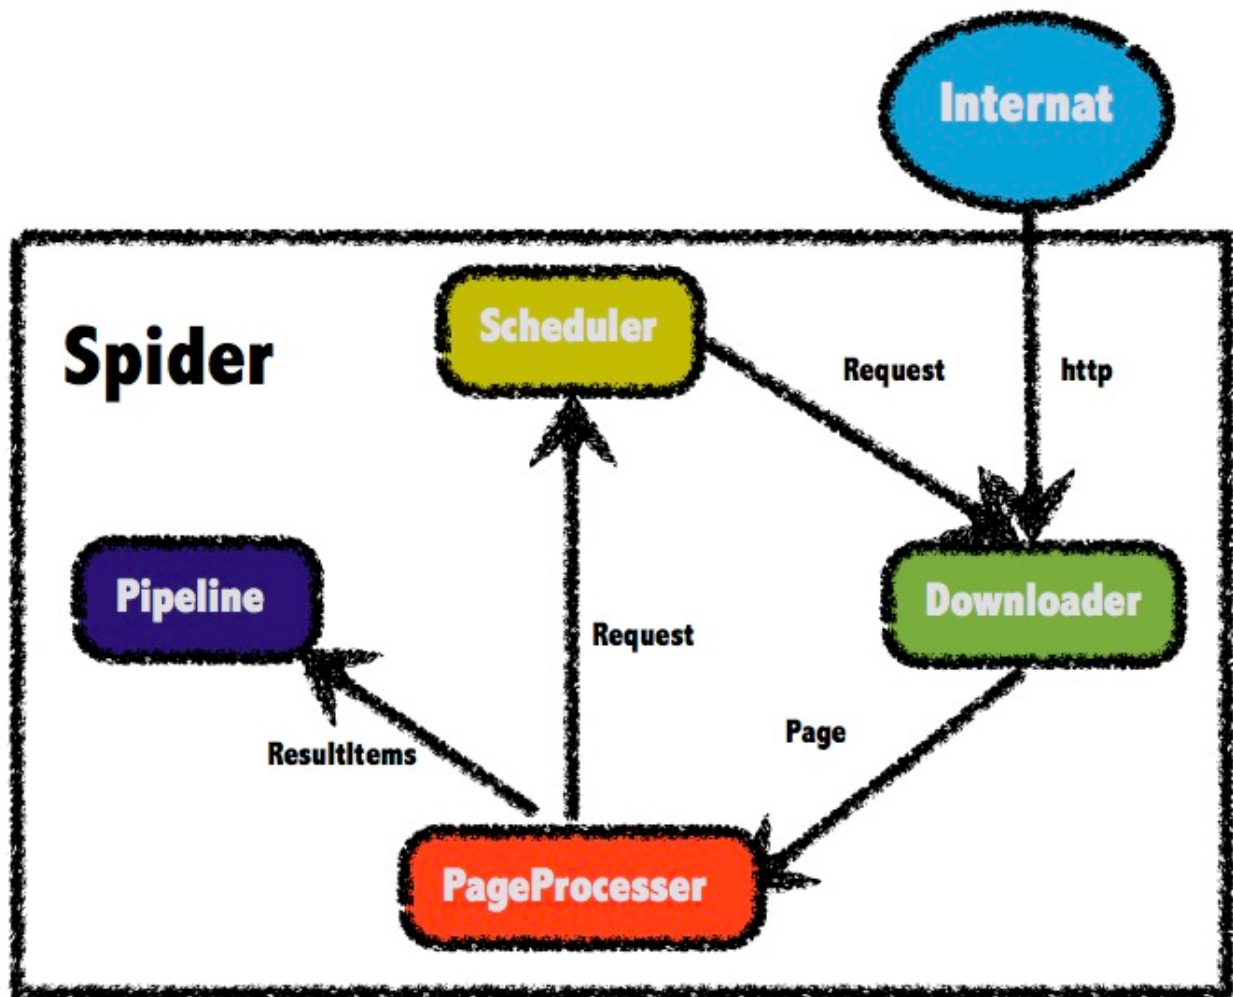 Internat
Scheduler
Spider
Request
http
Pipeline
Downloader
Request
Page
ResultItems
PageProcesser